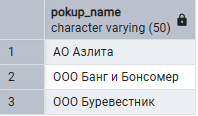 pokup_name
character varying (50)
1 АО Азлита
2 ООО Банг и Бонсомер
3 ООО Буревестник